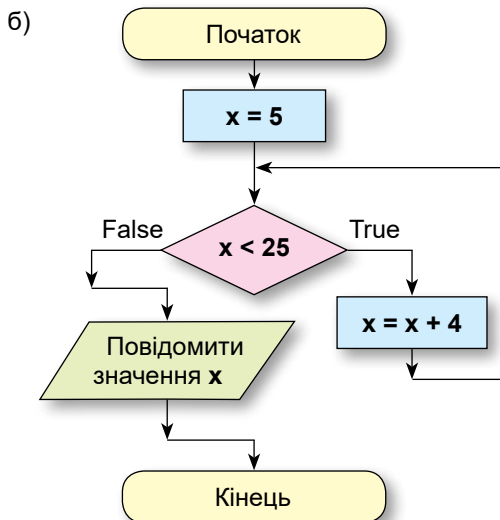 б)
Початок
x = 5
False
x < 25
True
x = x + 4
Повідомити
значення x
Кінець